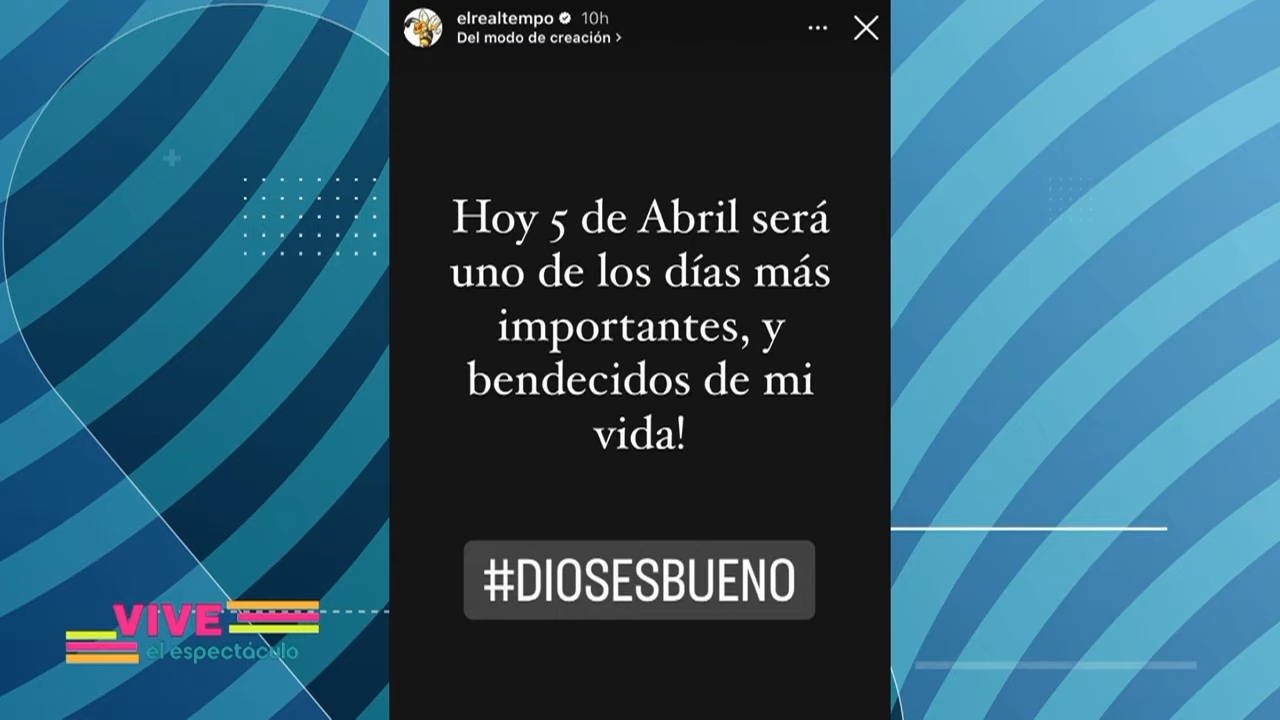 elrealtempo 10h
Del modo de creación >
Hoy 5 de Abril será
uno de los días más
importantes, y
bendecidos de mi
vida!
#DIOSESBUENO
VIVE
el espectáculo